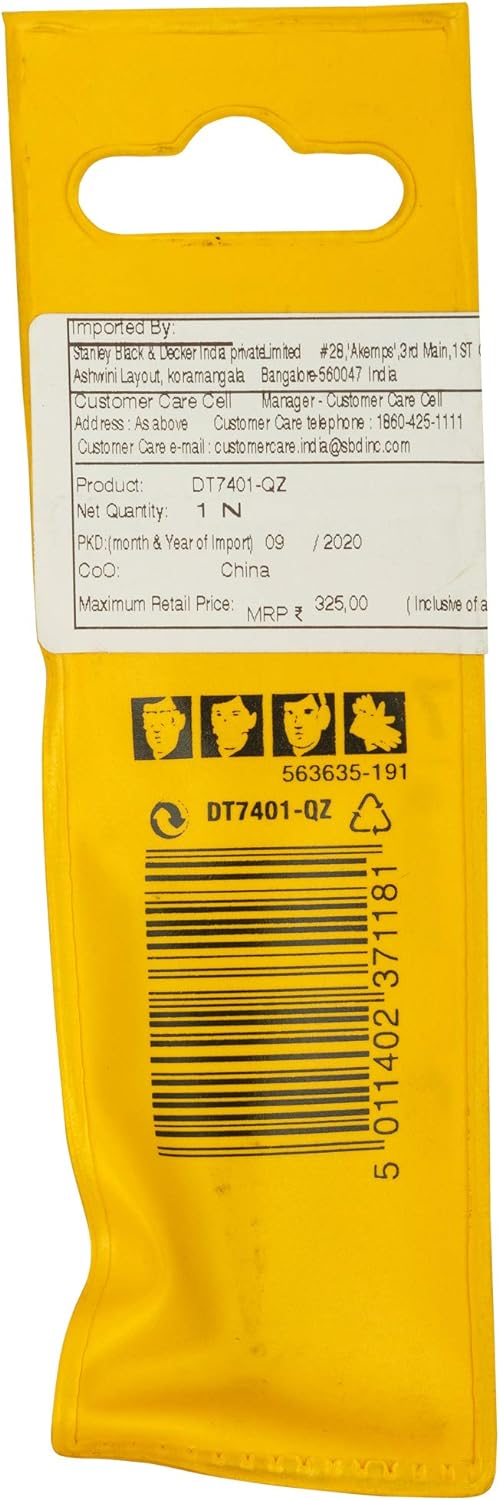 Imported By:
Stanley Black & Decker India privateLimited #28,'Akemps',3rd Main,1ST
Ashwini Layout, koramangala Bangalore-560047 India
Customer Care Cell Manager - Customer Care Cell
Address : As above Customer Care telephone : 1860-425-1111
Customer Care e-mail : customercare.india@sbdinc.com
Product: DT7401-QZ
Net Quantity: 1 N
PKD:(month & Year of Import) 09 / 2020
CoO: China
Maximum Retail Price: MRP ₹ 325,00 ( Inclusive of a
563635-191
DT7401-QZ
5 011402 371181